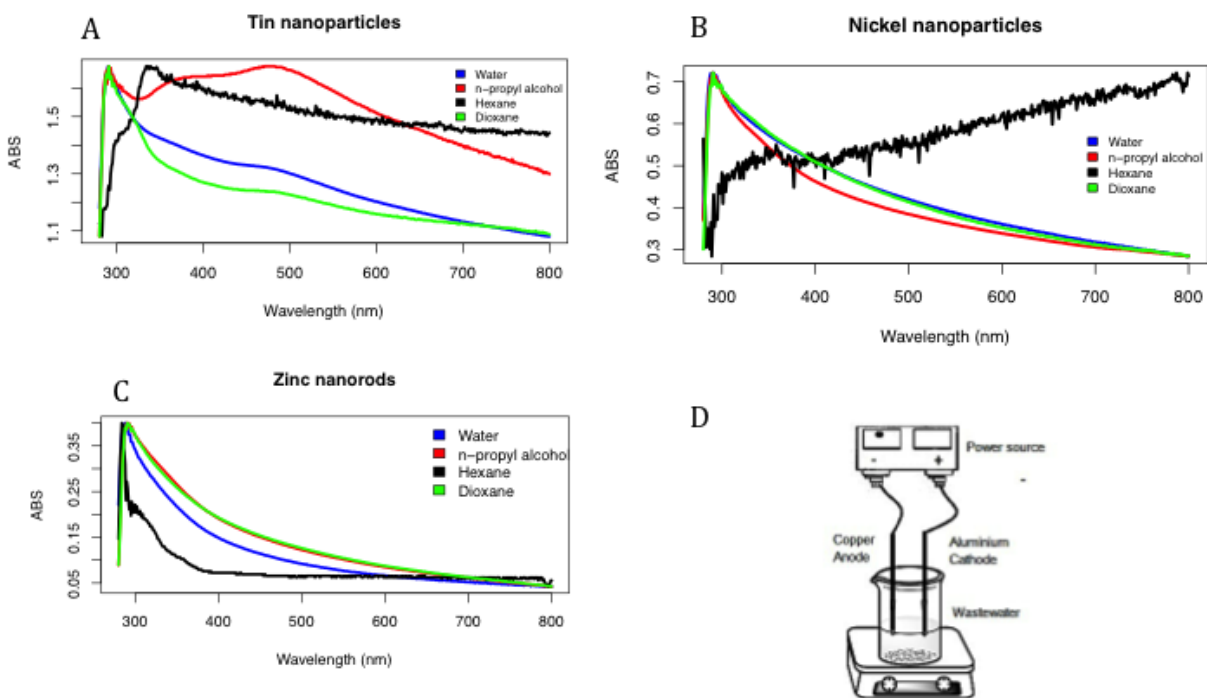 A
Tin nanoparticles
ABS
1.1
1.3
1.5
Water
n-propyl alcohol
Hexane
Dioxane
300
400
500
600
700
800
Wavelength (nm)
B
Nickel nanoparticles
ABS
0.3
0.4
0.5
0.6
0.7
Water
n-propyl alcohol
Hexane
Dioxane
300
400
500
600
700
800
Wavelength (nm)
C
Zinc nanorods
ABS
0.05
0.15
0.25
0.35
Water
n-propyl alcohol
Hexane
Dioxane
300
400
500
600
700
800
Wavelength (nm)
D
- +
Power source
-
Copper
Anode
Aluminium
Cathode
Wastewater